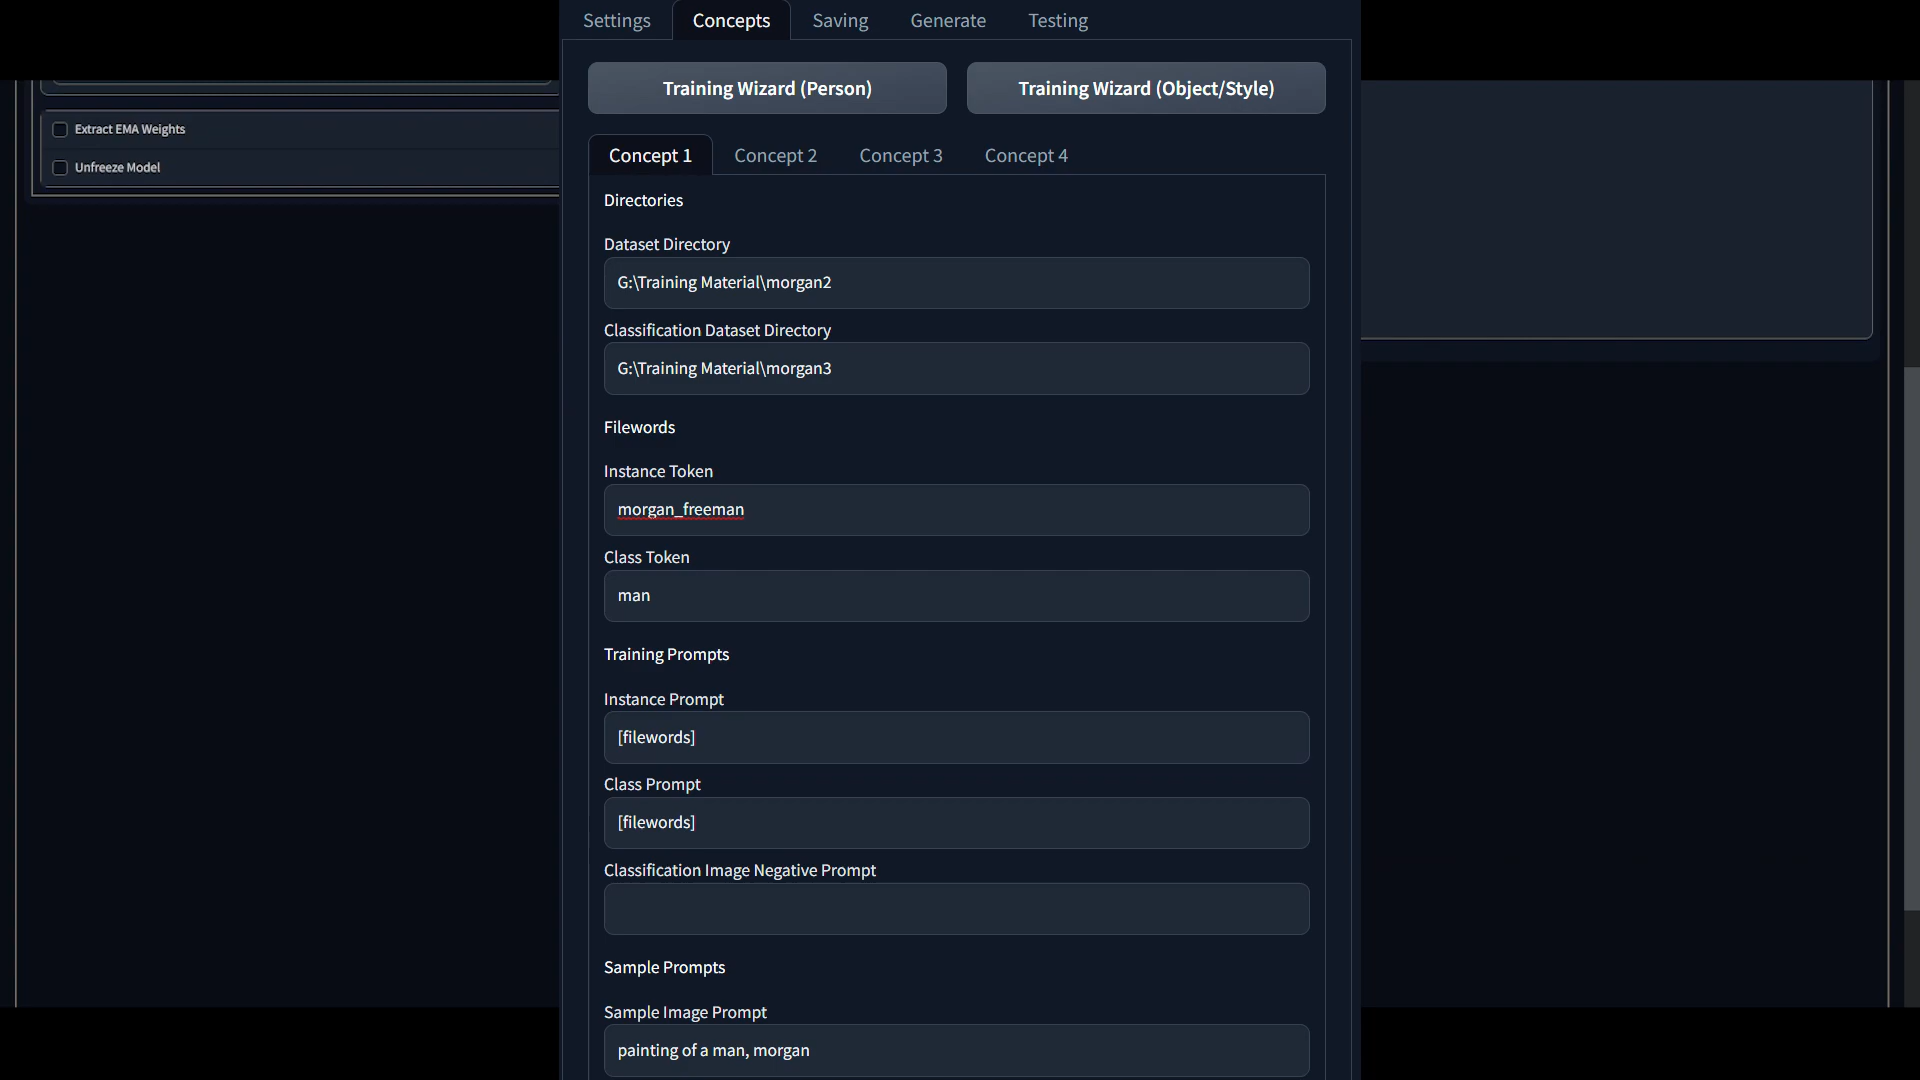 Settings Concepts Saving Generate Testing
Training Wizard (Person) Training Wizard (Object/Style)
Extract EMA Weights
Unfreeze Model
Concept 1 Concept 2 Concept 3 Concept 4
Directories
Dataset Directory
G:\Training Material\morgan2
Classification Dataset Directory
G:\Training Material\morgan3
Filewords
Instance Token
morgan_freeman
Class Token
man
Training Prompts
Instance Prompt
[filewords]
Class Prompt
[filewords]
Classification Image Negative Prompt
Sample Prompts
Sample Image Prompt
painting of a man, morgan